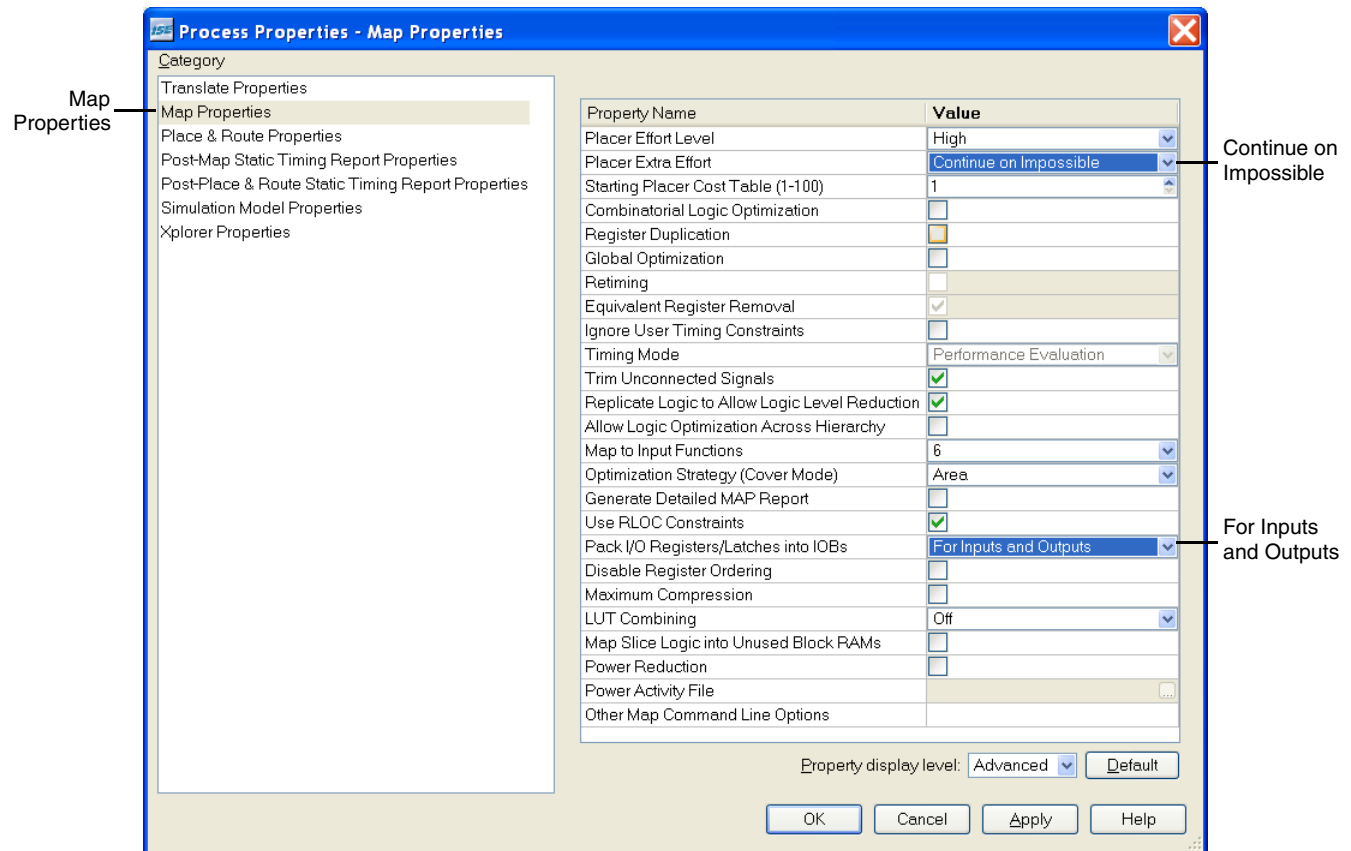 ISE Process Properties - Map Properties
Category
Translate Properties
Map Properties
Place & Route Properties
Post-Map Static Timing Report Properties
Post-Place & Route Static Timing Report Properties
Simulation Model Properties
Xplorer Properties
Map
Properties
Property Name Value
Placer Effort Level High
Placer Extra Effort Continue on Impossible
Starting Placer Cost Table (1-100) 1
Combinatorial Logic Optimization
Register Duplication
Global Optimization
Retiming
Equivalent Register Removal
Ignore User Timing Constraints
Timing Mode Performance Evaluation
Trim Unconnected Signals
Replicate Logic to Allow Logic Level Reduction
Allow Logic Optimization Across Hierarchy
Map to Input Functions 6
Optimization Strategy (Cover Mode) Area
Generate Detailed MAP Report
Use RLOC Constraints
Pack I/O Registers/Latches into IOBs For Inputs and Outputs
Disable Register Ordering
Maximum Compression
LUT Combining Off
Map Slice Logic into Unused Block RAMs
Power Reduction
Power Activity File ...
Other Map Command Line Options
Continue on
Impossible
For Inputs
and Outputs
Property display level: Advanced Default
OK Cancel Apply Help